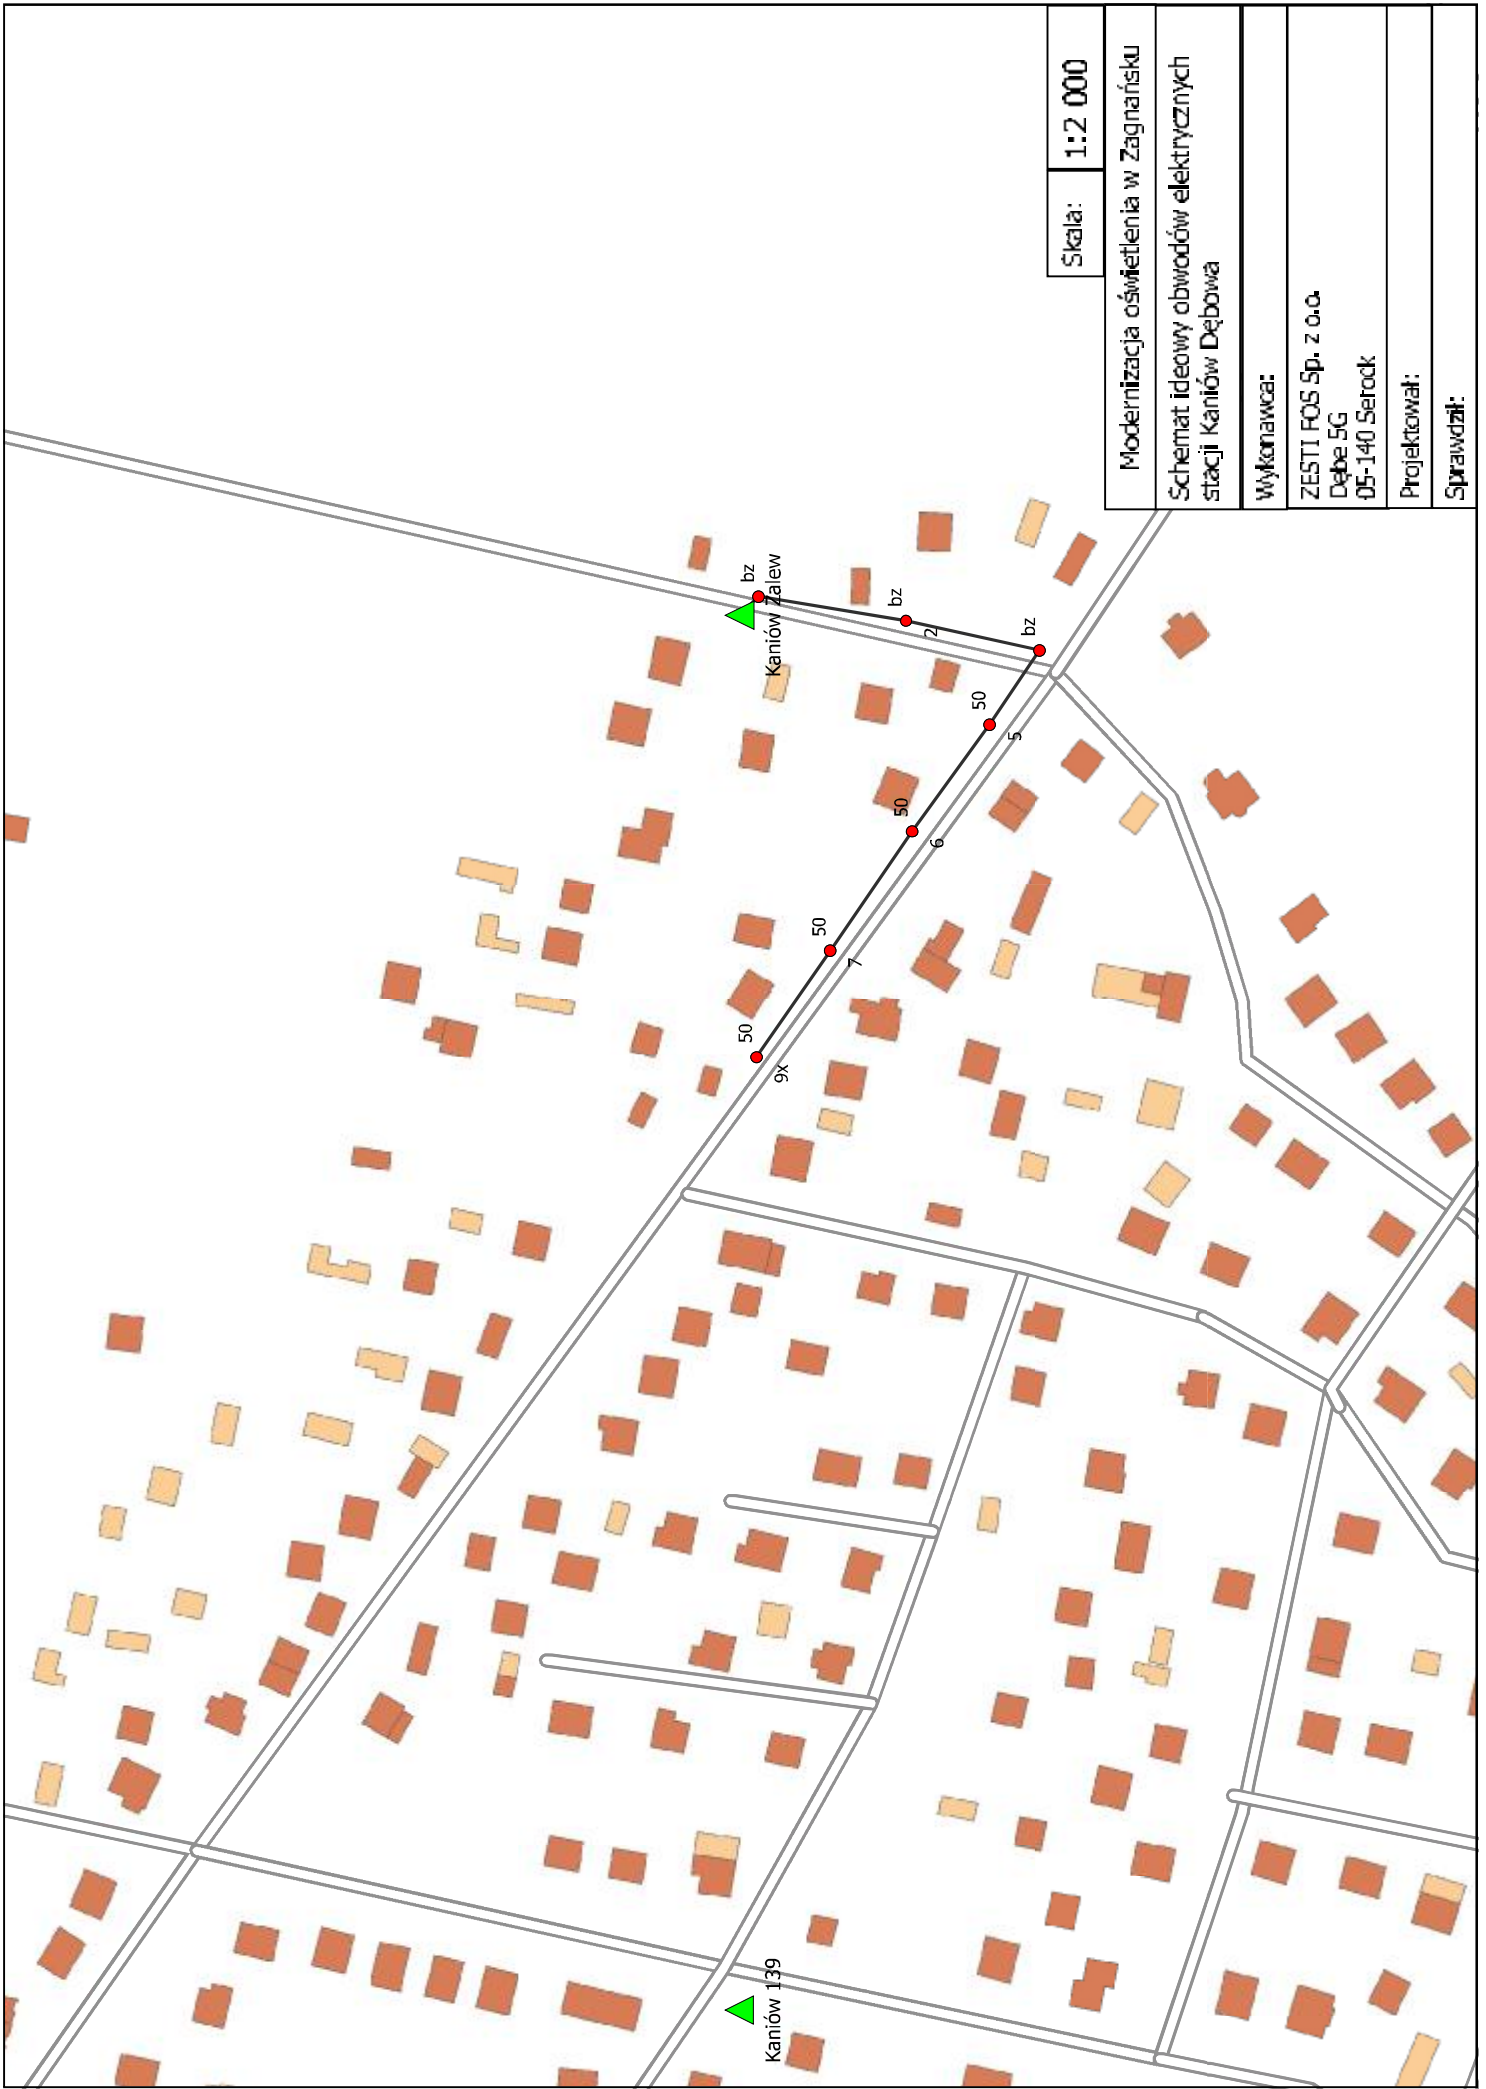 Skala:
1:2 000
Modernizacja oświetlenia w Zagnańsku
Schemat ideowy obwodów elektrycznych
stacji Kaniów Dębowa
Wykonawca:
ZESTI FOS Sp. z o.o.
Dębe 5G
05-140 Serock
Projektował:
Sprawdził:
bz
Kaniów Zalew
bz
2
bz
50
5
50
6
50
7
50
9x
Kaniów 139